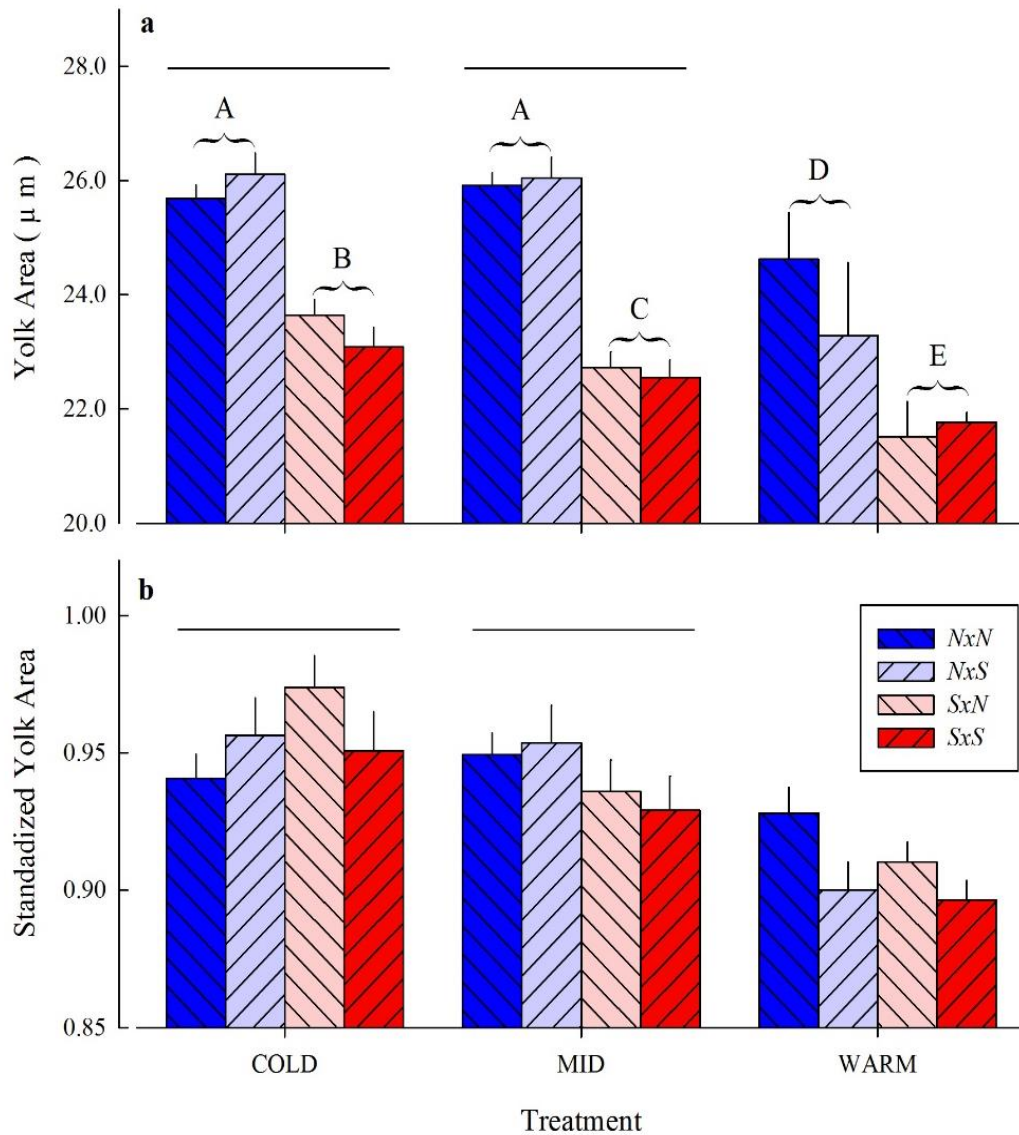 a
28.0
26.0
24.0
22.0
20.0
Yolk Area ( µ m )
A
B
A
C
D
E
b
1.00
0.95
0.90
0.85
Standadized Yolk Area
NxN
NxS
SxN
SxS
COLD MID WARM
Treatment